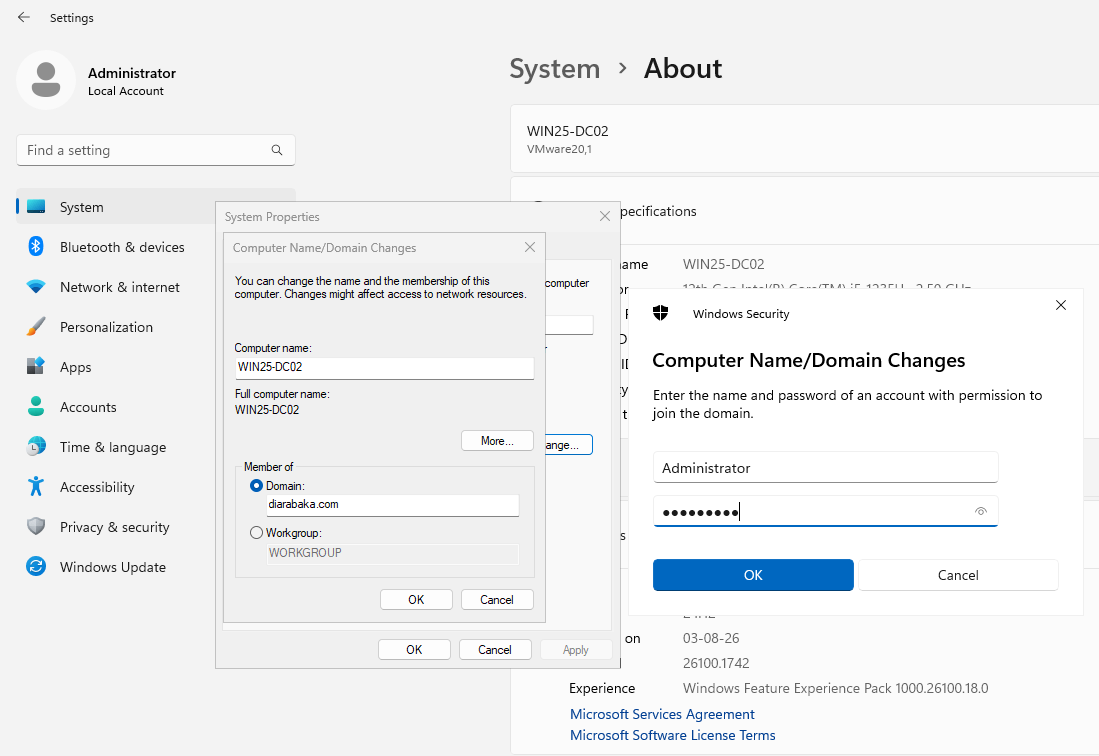 Settings
Administrator
Local Account
Find a setting
System
Bluetooth & devices
Network & internet
Personalization
Apps
Accounts
Time & language
Accessibility
Privacy & security
Windows Update
System › About
WIN25-DC02
VMware20,1
pecifications
ame WIN25-DC02
System Properties
computer
ange...
OK Cancel Apply
Computer Name/Domain Changes
You can change the name and the membership of this
computer. Changes might affect access to network resources.
Computer name:
WIN25-DC02
Full computer name:
WIN25-DC02
More...
Member of
Domain:
diarabaka.com
Workgroup:
WORKGROUP
OK Cancel
Windows Security
Computer Name/Domain Changes
Enter the name and password of an account with permission to
join the domain.
Administrator
OK Cancel
on 03-08-26
26100.1742
Experience Windows Feature Experience Pack 1000.26100.18.0
Microsoft Services Agreement
Microsoft Software License Terms